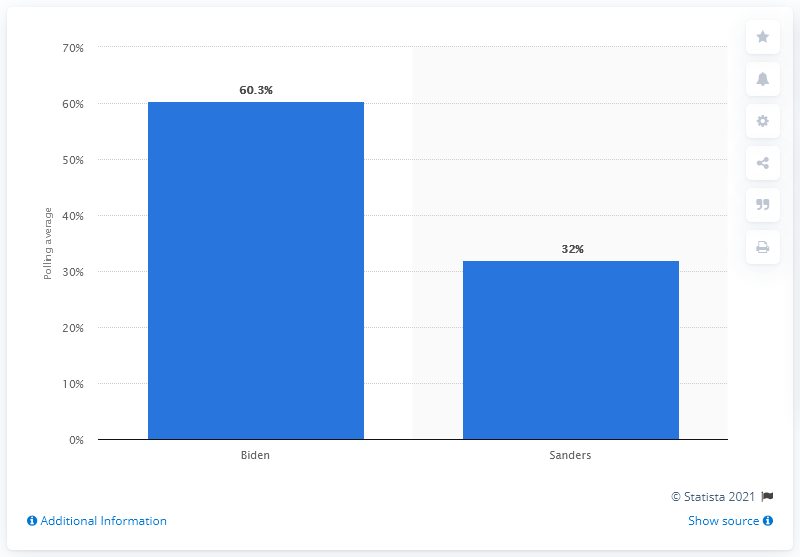 70%
60%
50%
40%
30%
20%
10%
0%
Polling average
60.3%
32%
Biden
Sanders
© Statista 2021
Additional Information
Show source